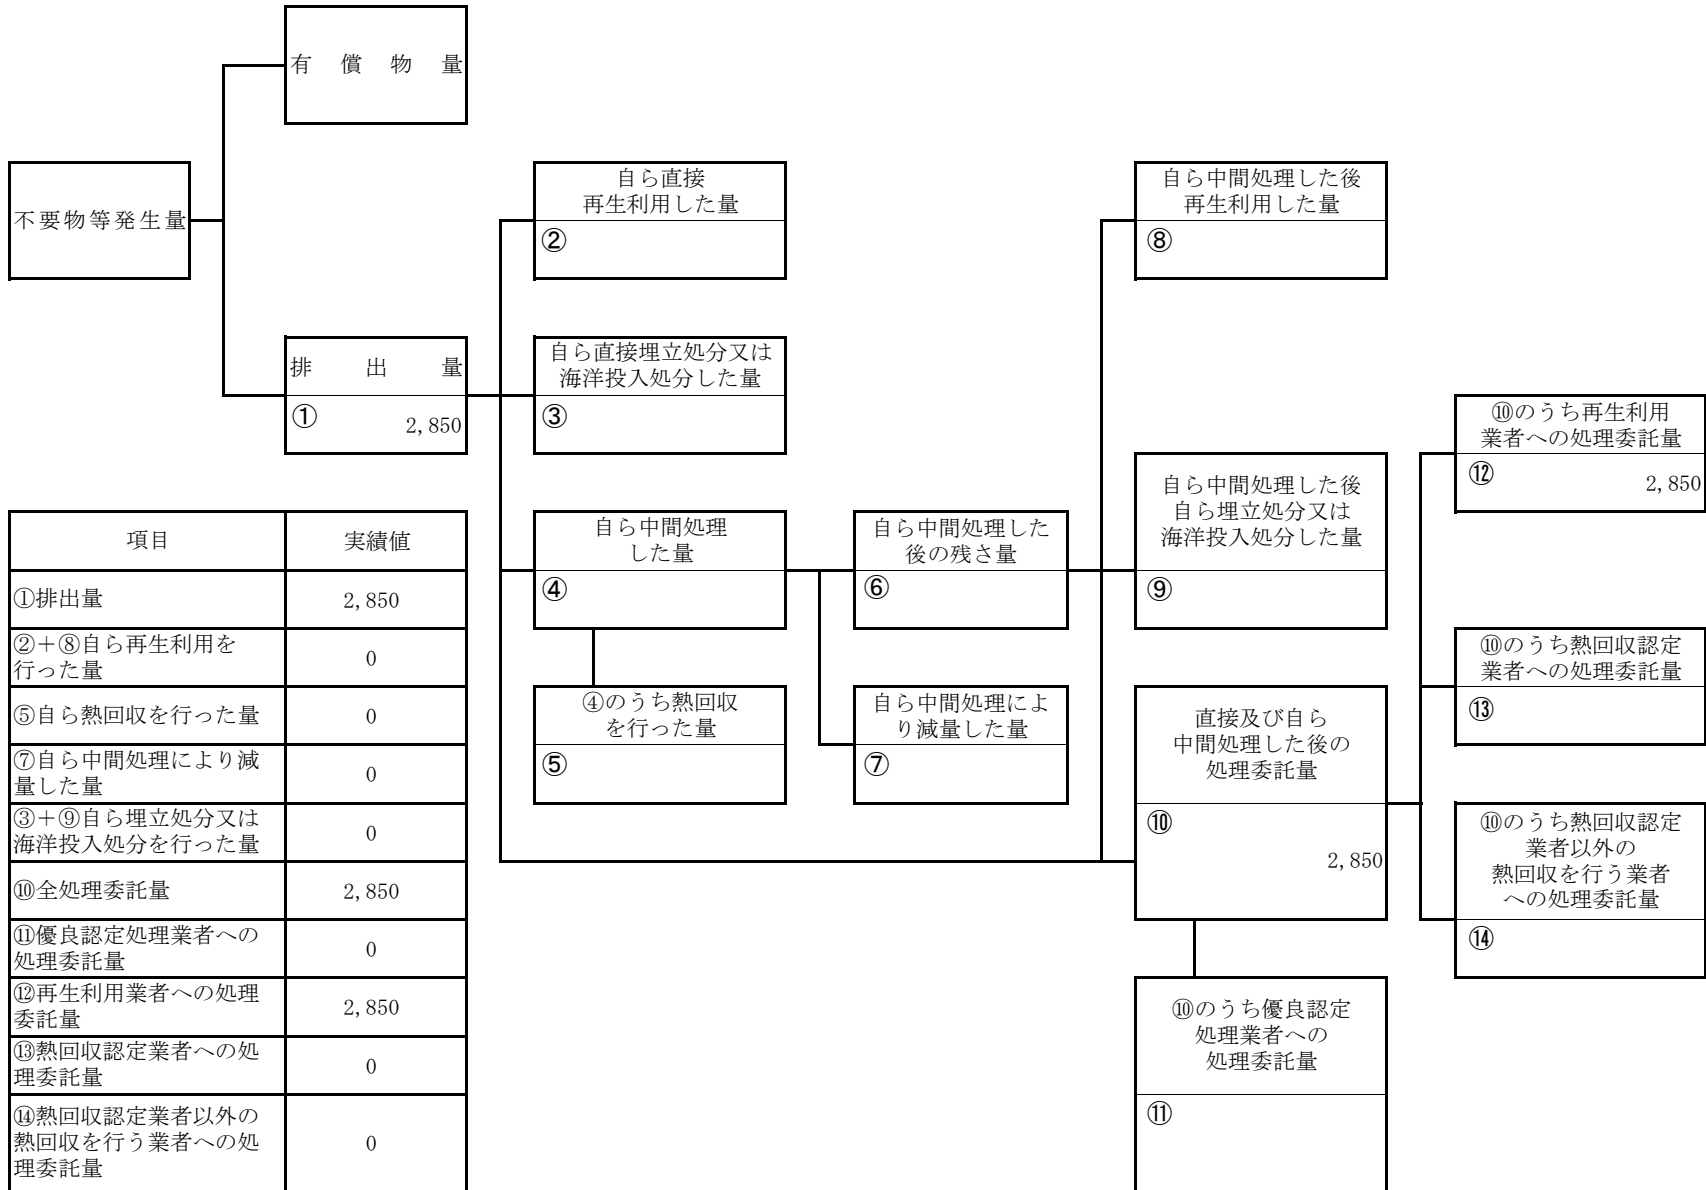 有償物量
不要物等発生量
排出量
①
2,850
自ら直接
再生利用した量
②
自ら直接埋立処分又は
海洋投入処分した量
③
自ら中間処理
した量
④
④のうち熱回収
を行った量
⑤
自ら中間処理した
後の残さ量
⑥
自ら中間処理によ
り減量した量
⑦
自ら中間処理した後
再生利用した量
⑧
自ら中間処理した後
自ら埋立処分又は
海洋投入処分した量
⑨
直接及び自ら
中間処理した後の
処理委託量
⑩
2,850
⑩のうち優良認定
処理業者への
処理委託量
⑪
⑩のうち再生利用
業者への処理委託量
⑫
2,850
⑩のうち熱回収認定
業者への処理委託量
⑬
⑩のうち熱回収認定
業者以外の
熱回収を行う業者
への処理委託量
⑭
項目 実績値
①排出量 2,850
②+⑧自ら再生利用を
行った量 0
⑤自ら熱回収を行った量 0
⑦自ら中間処理により減
量した量 0
③+⑨自ら埋立処分又は
海洋投入処分を行った量 0
⑩全処理委託量 2,850
⑪優良認定処理業者への
処理委託量 0
⑫再生利用業者への処理
委託量 2,850
⑬熱回収認定業者への処
理委託量 0
⑭熱回収認定業者以外の
熱回収を行う業者への処
理委託量 0